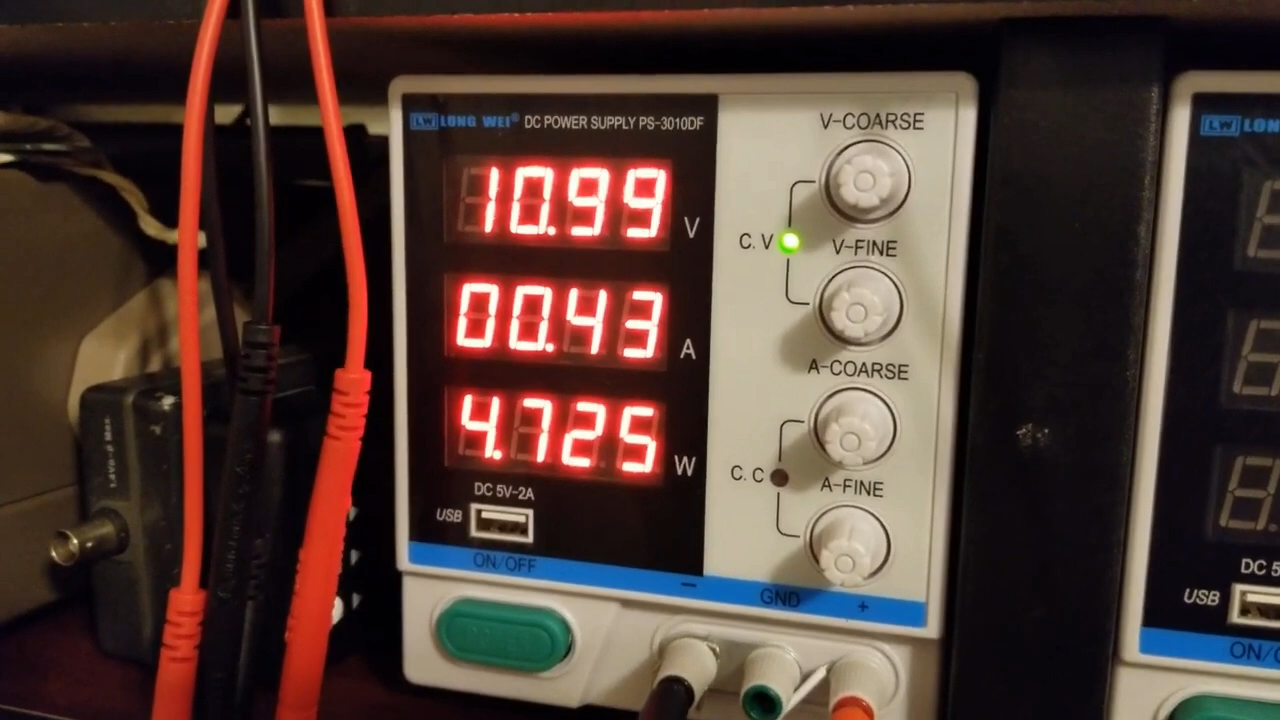 LW LONG WEI® DC POWER SUPPLY PS-3010DF
10.99 V
00.43 A
4.725 W
DC 5V-2A
USB
ON/OFF
V-COARSE
C.V
V-FINE
A-COARSE
C.C
A-FINE
- GND +
LW LON
DC 5
USB
ON/O